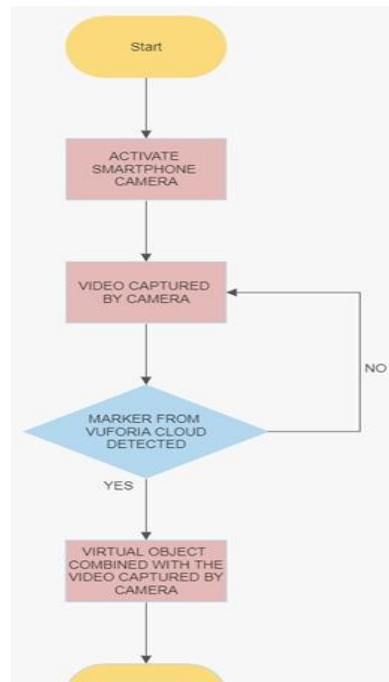 Start
ACTIVATE
SMARTPHONE
CAMERA
VIDEO CAPTURED
BY CAMERA
NO
MARKER FROM
VUFORIA CLOUD
DETECTED
YES
VIRTUAL OBJECT
COMBINED WITH THE
VIDEO CAPTURED BY
CAMERA